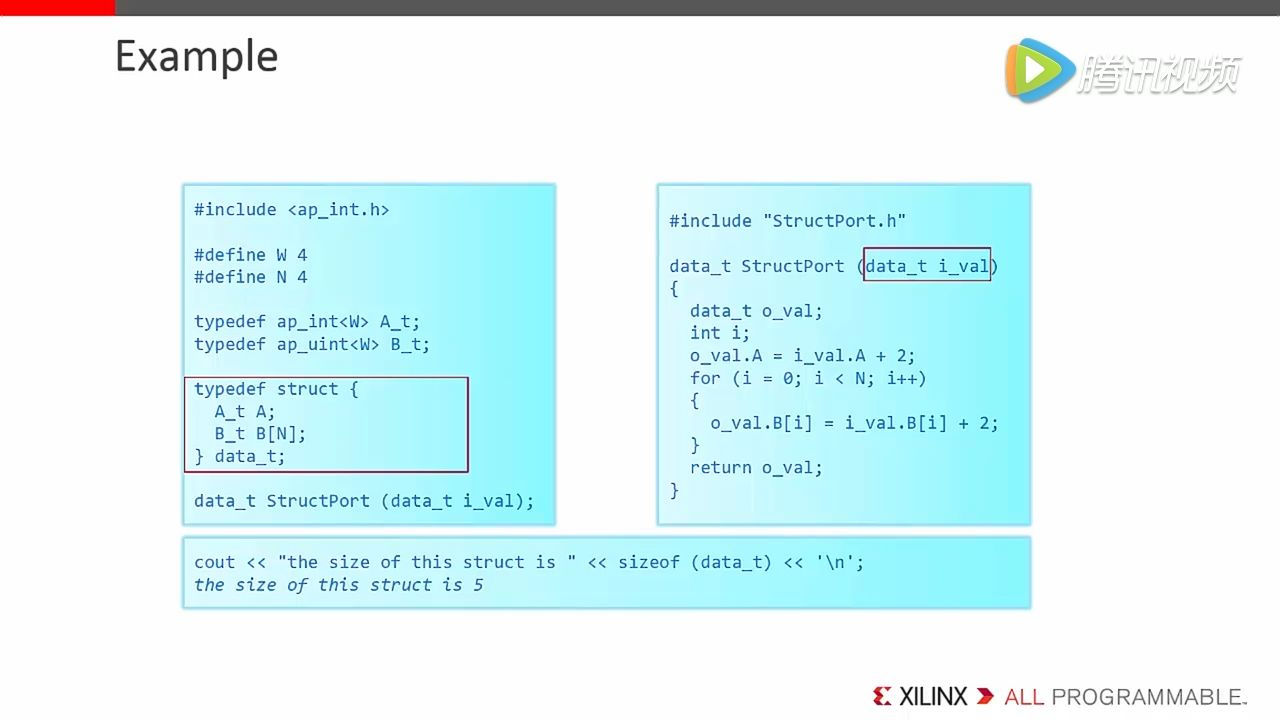 Example
腾讯视频
#include <ap_int.h>
#define W 4
#define N 4
typedef ap_int<W> A_t;
typedef ap_uint<W> B_t;
typedef struct {
A_t A;
B_t B[N];
} data_t;
data_t StructPort (data_t i_val);
#include "StructPort.h"
data_t StructPort (data_t i_val)
{
data_t o_val;
int i;
o_val.A = i_val.A + 2;
for (i = 0; i < N; i++)
{
o_val.B[i] = i_val.B[i] + 2;
}
return o_val;
}
cout << "the size of this struct is " << sizeof (data_t) << '\n';
the size of this struct is 5
XILINX ALL PROGRAMMABLE™